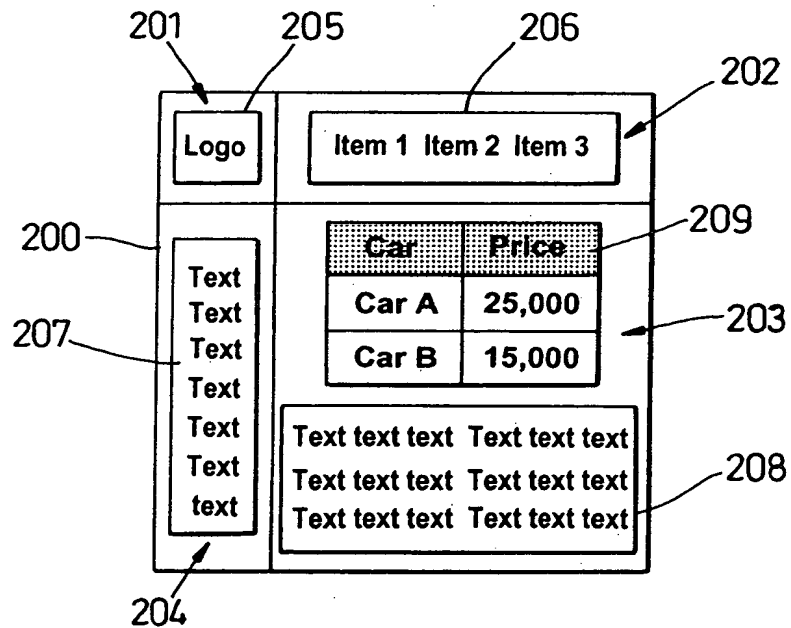 201 205 206 202
Logo Item 1 Item 2 Item 3
200 209
Car Price
Car A 25,000
Car B 15,000
203
207
Text
Text
Text
Text
Text
Text
text
Text text text Text text text
Text text text Text text text
Text text text Text text text
208
204